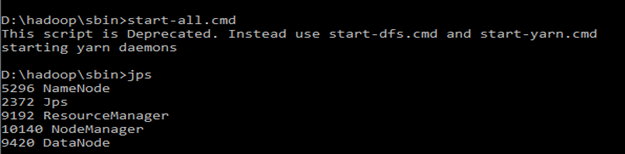 D:\hadoop\sbin>start-all.cmd
This script is Deprecated. Instead use start-dfs.cmd and start-yarn.cmd
starting yarn daemons
D:\hadoop\sbin>jps
5296 NameNode
2372 Jps
9192 ResourceManager
10140 NodeManager
9420 DataNode